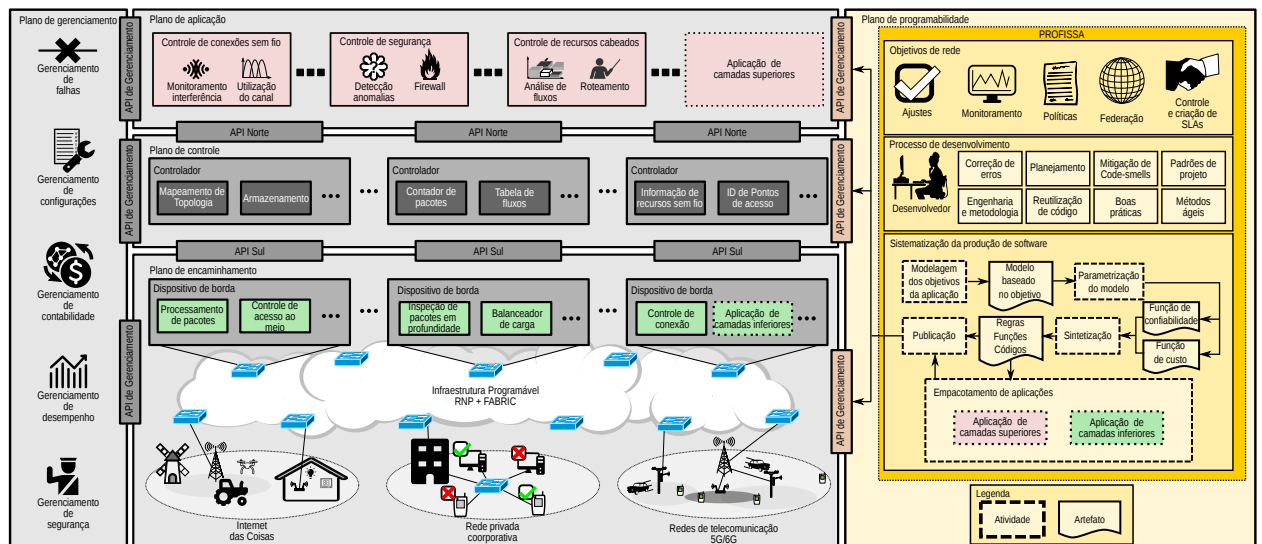 Plano de gerenciamento
Gerenciamento
de
falhas
Gerenciamento
de
configurações
Gerenciamento
de
contabilidade
Gerenciamento
de
desempenho
Gerenciamento
de
segurança
API de Gerenciamento
API de Gerenciamento
API de Gerenciamento
Plano de aplicação
Controle de conexões sem fio
Monitoramento
interferência
Utilização
do canal
Controle de segurança
Detecção
anomalias
Firewall
Controle de recursos cabeados
Análise de
fluxos
Roteamento
Aplicação de
camadas superiores
API Norte
API Norte
API Norte
Plano de controle
Controlador
Mapeamento de
Topologia
Armazenamento
Controlador
Contador de
pacotes
Tabela de
fluxos
Controlador
Informação de
recursos sem fio
ID de Pontos
de acesso
API Sul
API Sul
API Sul
Plano de encaminhamento
Dispositivo de borda
Processamento
de pacotes
Controle de
acesso ao
meio
Dispositivo de borda
Inspeção de
pacotes em
profundidade
Balanceador
de carga
Dispositivo de borda
Controle de
conexão
Aplicação de
camadas inferiores
Infraestrutura Programável
RNP + FABRIC
Internet
das Coisas
Rede privada
coorporativa
Redes de telecomunicação
5G/6G
API de Gerenciamento
API de Gerenciamento
API de Gerenciamento
Plano de programabilidade
PROFISSA
Objetivos de rede
Ajustes
Monitoramento
Políticas
Federação
Controle
e criação de
SLAs
Processo de desenvolvimento
Desenvolvedor
Correção de
erros
Planejamento
Mitigação de
Code-smells
Padrões de
projeto
Engenharia
e metodologia
Reutilização
de código
Boas
práticas
Métodos
ágeis
Sistematização da produção de software
Modelagem
dos objetivos
da aplicação
Modelo
baseado
no objetivo
Parametrização
do modelo
Função de
confiabilidade
Função
de custo
Sintetização
Regras
Funções
Códigos
Publicação
Empacotamento de aplicações
Aplicação de
camadas superiores
Aplicação de
camadas inferiores
Legenda
Atividade
Artefato